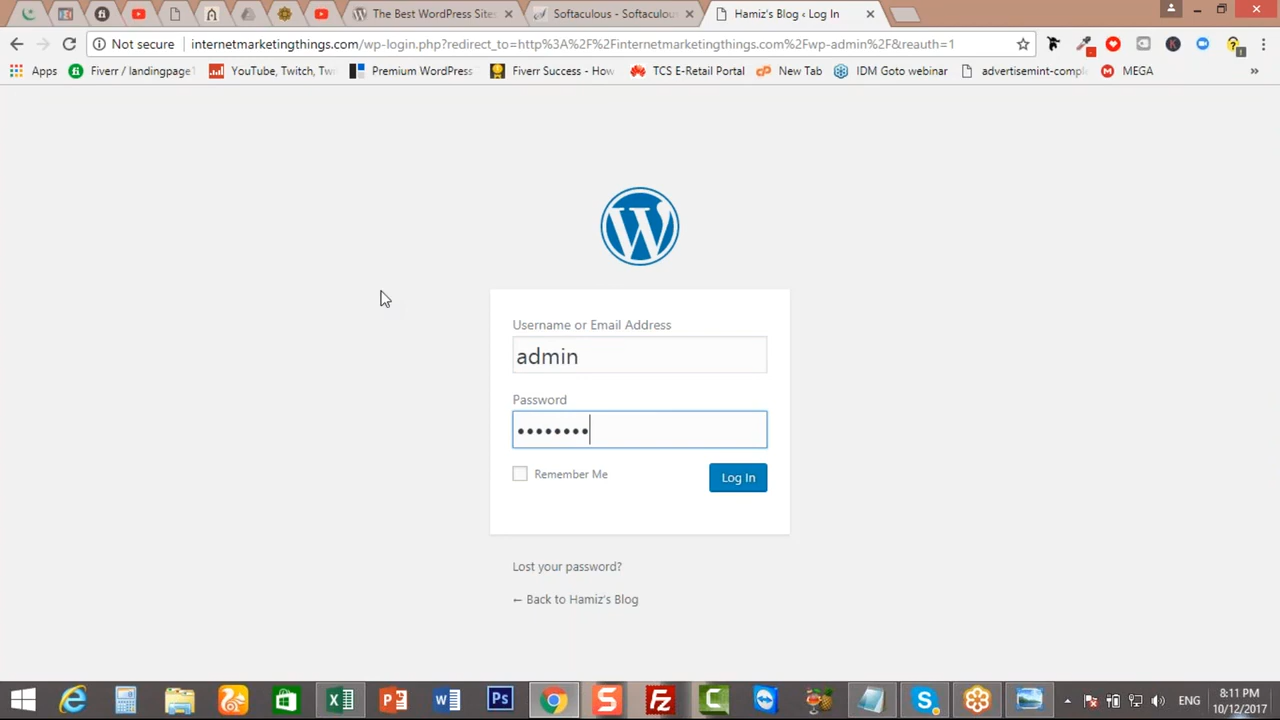 The Best WordPress Site
Softaculous - Softaculou
Hamiz's Blog ‹ Log In
Not secure
internetmarketingthings.com/wp-login.php?redirect_to=http%3A%2F%2Finternetmarketingthings.com%2Fwp-admin%2F&reauth=1
Apps
Fiverr / landingpage
YouTube, Twitch, Tw
Premium WordPress
Fiverr Success - How
TCS E-Retail Portal
New Tab
IDM Goto webinar
advertisemint-comple
MEGA
Username or Email Address
admin
Password
Remember Me
Log In
Lost your password?
← Back to Hamiz's Blog
ENG
8:11 PM
10/12/2017